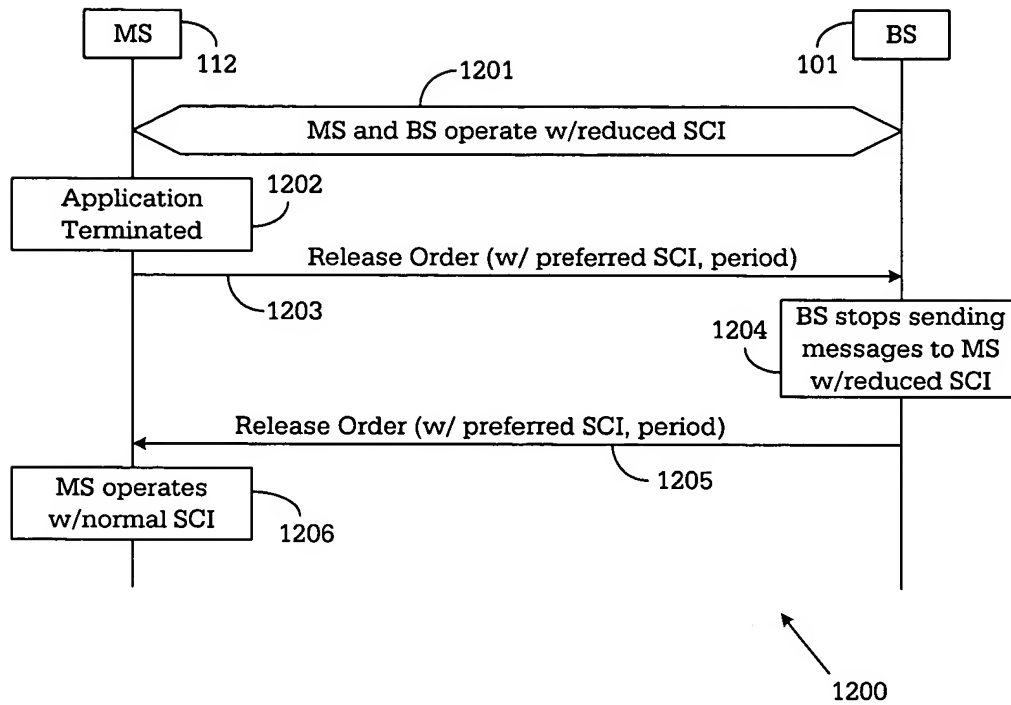 MS
BS
112
101
1201
MS and BS operate w/reduced SCI
1202
Application
Terminated
Release Order (w/ preferred SCI, period)
1203
1204
BS stops sending
messages to MS
w/reduced SCI
Release Order (w/ preferred SCI, period)
1205
MS operates
w/normal SCI
1206
1200